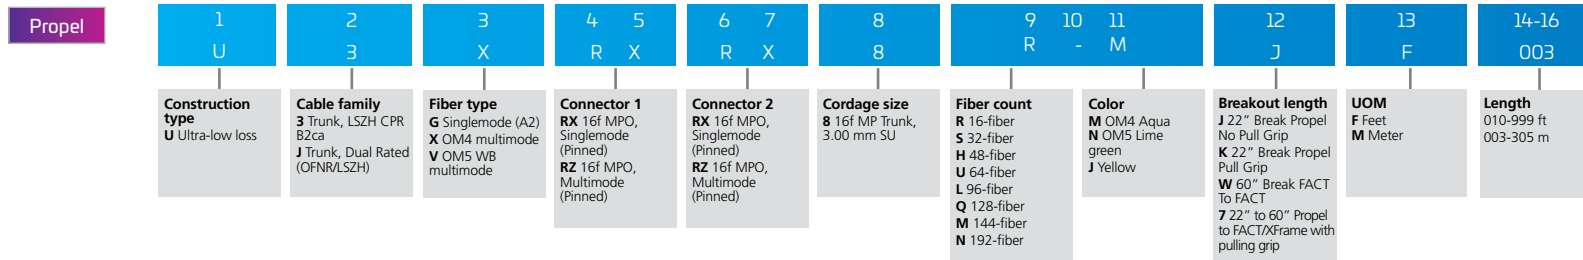 Propel
1 2 3 4 5 6 7 8 9 10 11 12 13 14-16
U 3 X R X R X 8 R - M J F 003
Construction
type
U Ultra-low loss
Cable family
3 Trunk, LSZH CPR
B2ca
J Trunk, Dual Rated
(OFNR/LSZH)
Fiber type
G Singlemode (A2)
X OM4 multimode
V OM5 WB
multimode
Connector 1
RX 16f MPO,
Singlemode
(Pinned)
RZ 16f MPO,
Multimode
(Pinned)
Connector 2
RX 16f MPO,
Singlemode
(Pinned)
RZ 16f MPO,
Multimode
(Pinned)
Cordage size
8 16f MP Trunk,
3.00 mm SU
Fiber count
R 16-fiber
S 32-fiber
H 48-fiber
U 64-fiber
L 96-fiber
Q 128-fiber
M 144-fiber
N 192-fiber
Color
M OM4 Aqua
N OM5 Lime
green
J Yellow
Breakout length
J 22” Break Propel
No Pull Grip
K 22” Break Propel
Pull Grip
W 60” Break FACT
To FACT
7 22” to 60” Propel
to FACT/XFrame with
pulling grip
UOM
F Feet
M Meter
Length
010-999 ft
003-305 m